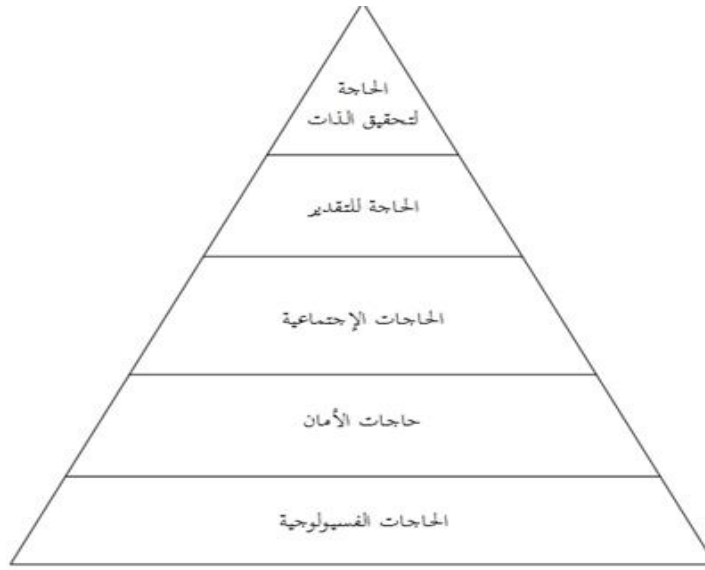 الحاجة
لتحقيق الذات
الحاجة للتقدير
الحاجات الإجتماعية
حاجات الأمان
الحاجات الفسيولوجية